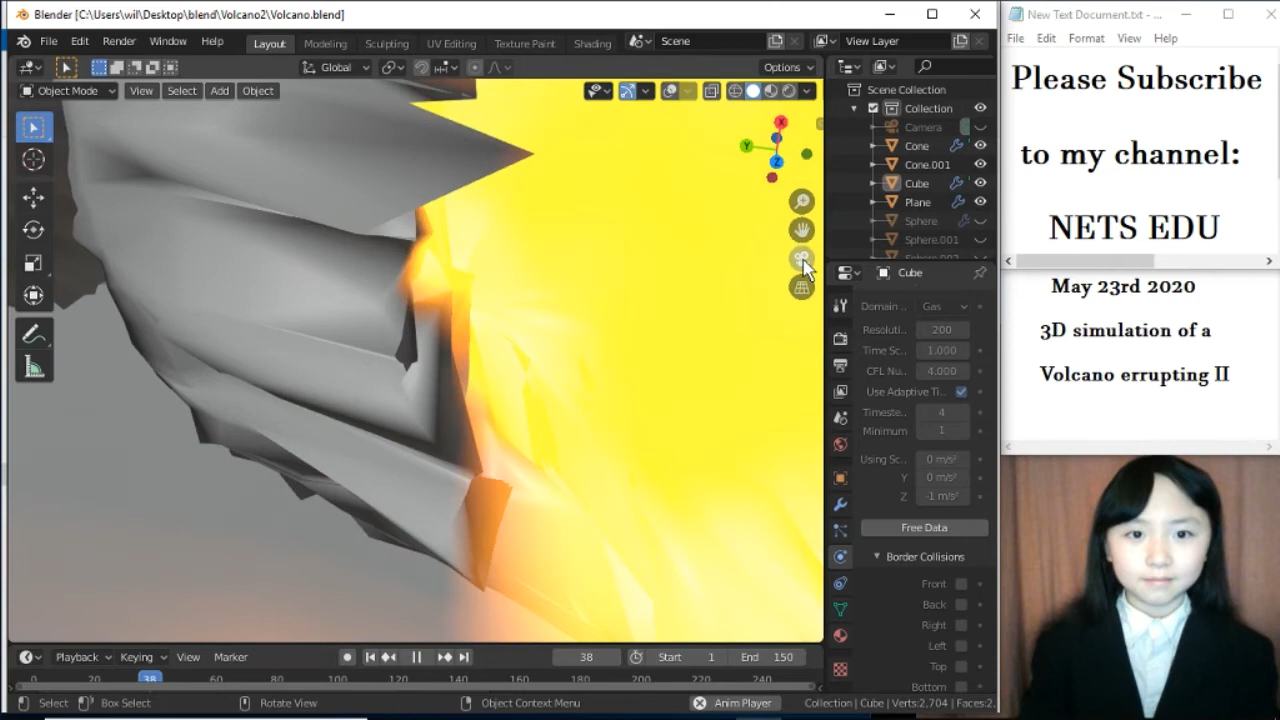 Blender [C:\Users\wil\Desktop\blend\Volcano2\Volcano.blend]
File Edit Render Window Help Layout Modeling Sculpting UV Editing Texture Paint Shading Scene View Layer
Global Options
Object Mode View Select Add Object
X
Y
Z
Scene Collection
Collection
Camera
Cone
Cone.001
Cube
Plane
Sphere
Sphere.001
Cube
Domain .. Gas
Resoluti.. 200
Time Sc.. 1.000
CFL Nu.. 4.000
Use Adaptive Ti..
Timeste.. 4
Minimum 1
Using Sc.. 0 m/s²
Y 0 m/s²
Z -1 m/s²
Free Data
Border Collisions
Front
Back
Right
Left
Top
Bottom
Playback Keying View Marker 38 Start 1 End 150
0 20 38 60 80 100 120 140 160 180 200 220 240
Select Box Select Rotate View Object Context Menu Anim Player Collection | Cube | Verts:2,704 | Faces:2,
New Text Document.txt - ...
File Edit Format View Help
Please Subscribe
to my channel:
NETS EDU
May 23rd 2020
3D simulation of a
Volcano errupting II